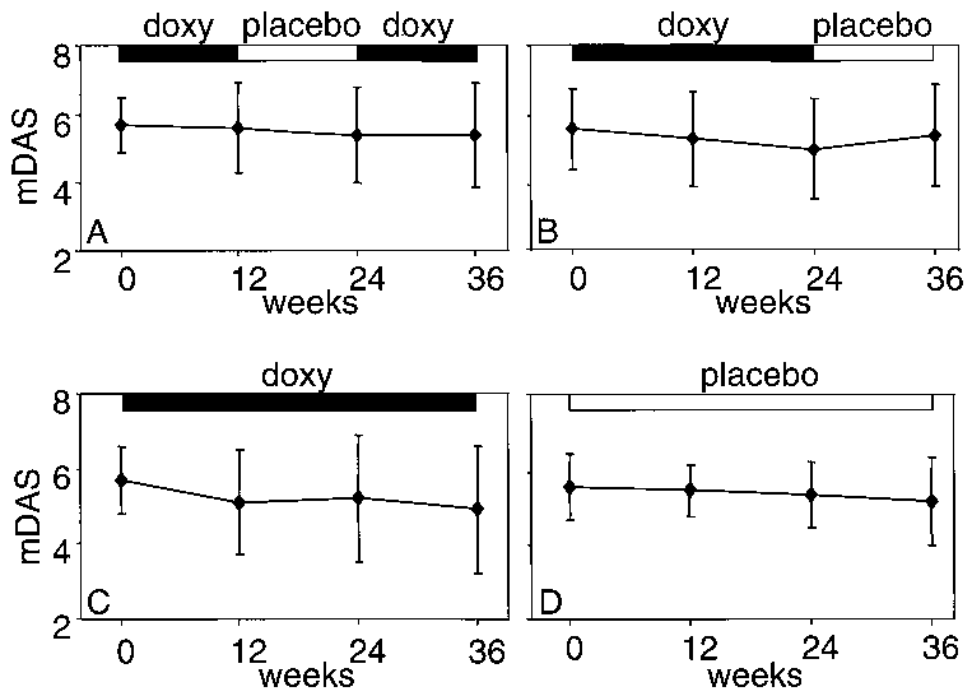 doxy placebo doxy
doxy placebo
8
6
4
2
mDAS
A
B
0 12 24 36
0 12 24 36
weeks
weeks
doxy
placebo
8
6
4
2
mDAS
C
D
0 12 24 36
0 12 24 36
weeks
weeks